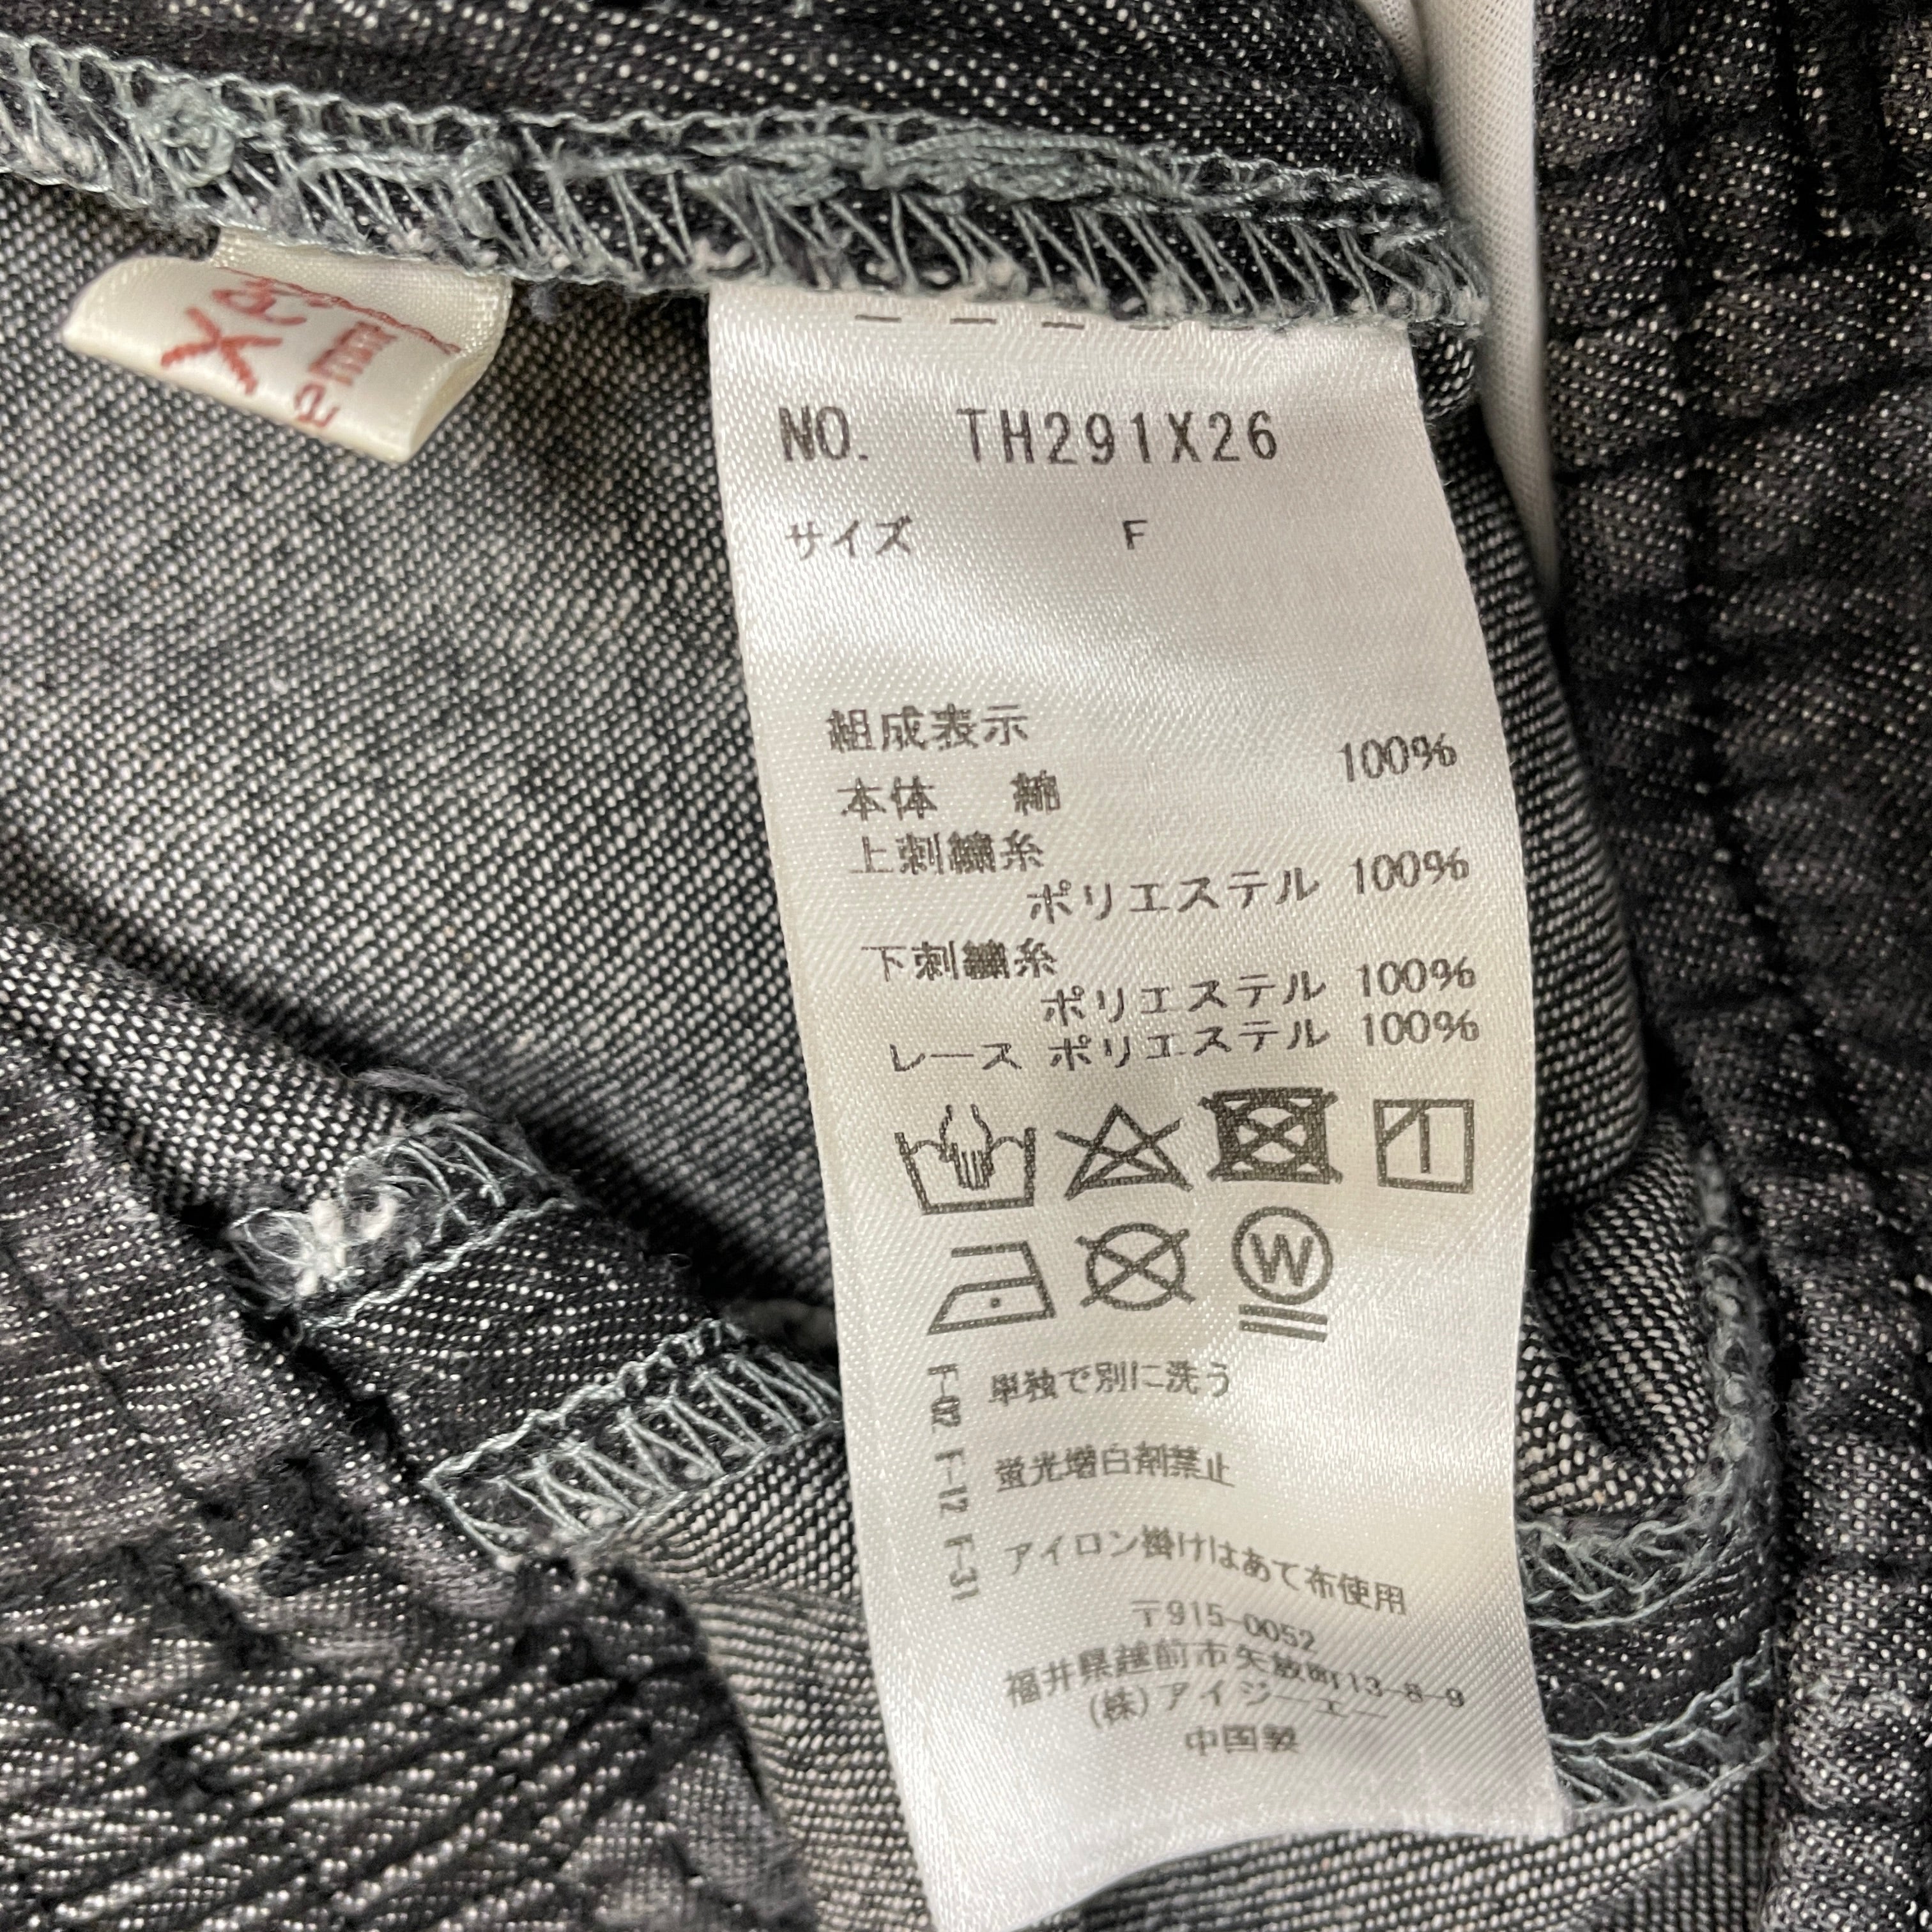 NO. TH291X26
サイズ F
組成表示
本体 綿 100%
上刺繍糸
ポリエステル 100%
下刺繍糸
ポリエステル 100%
レース ポリエステル 100%
W
単独で別に洗う
蛍光増白剤禁止
アイロン掛けはあて布使用
F-02 F-12 F-31
〒915-0052
福井県越前市矢放町13-8-9
(株)アイジーエー
中国製